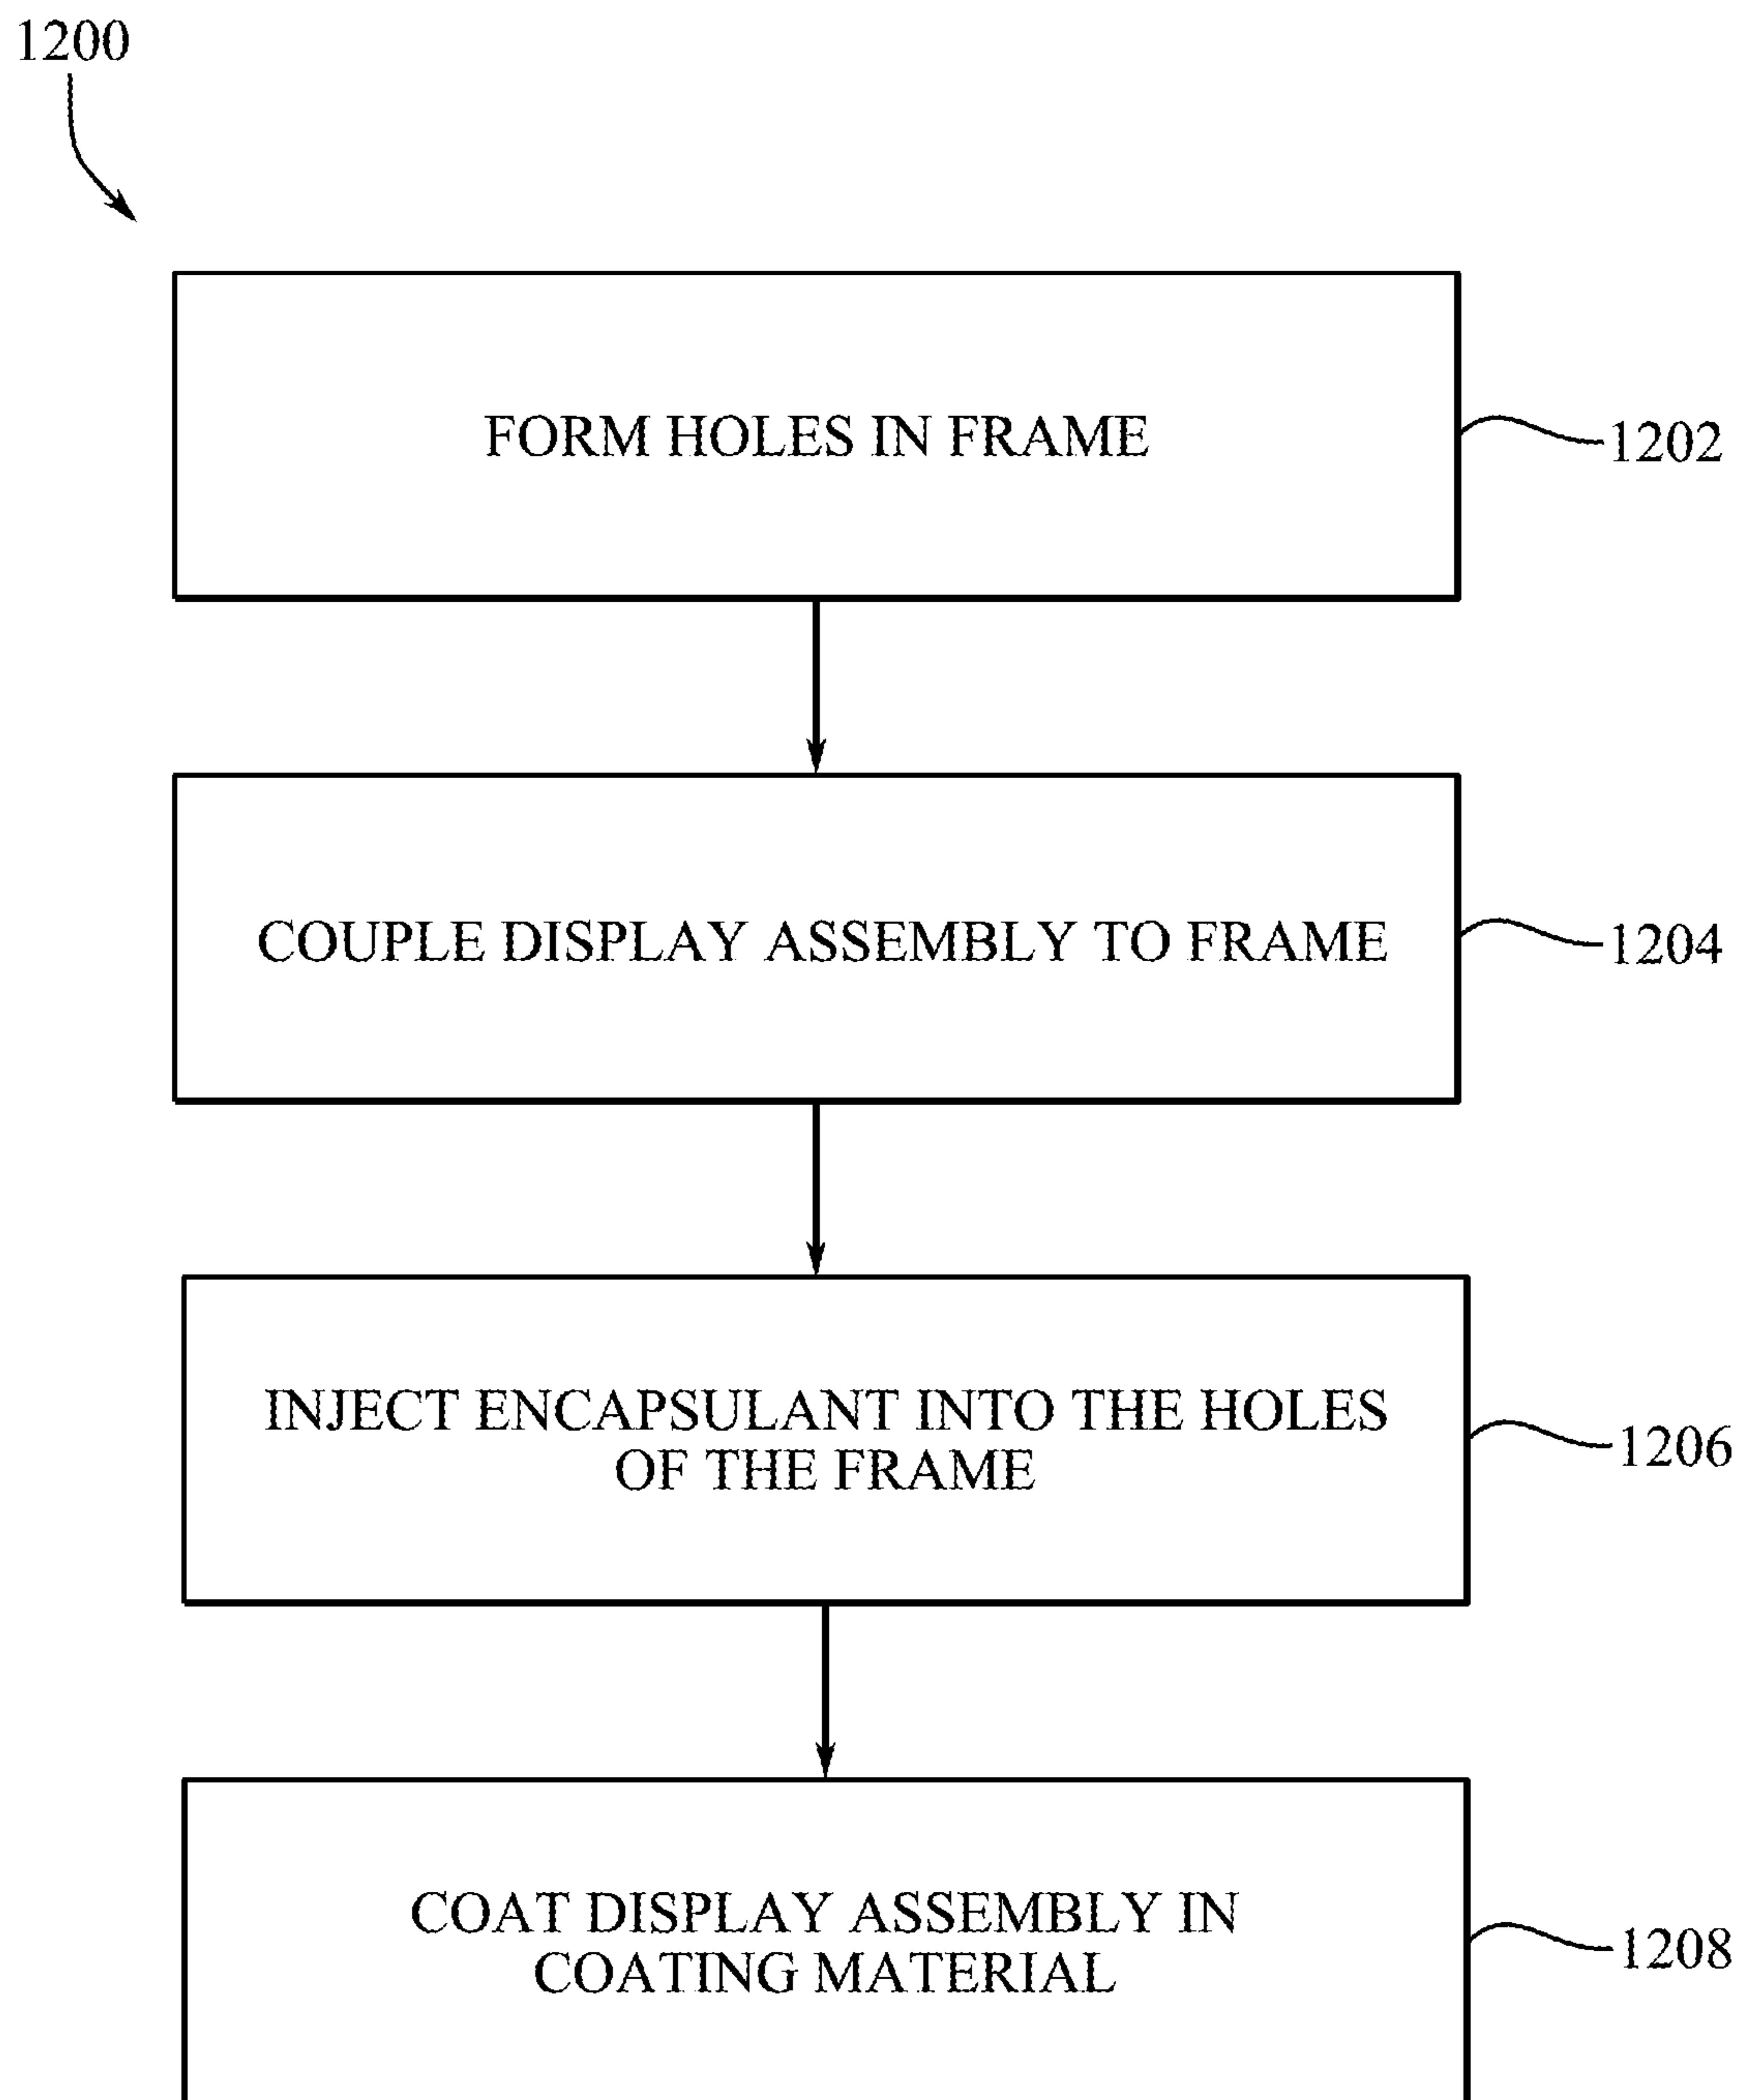 1200
FORM HOLES IN FRAME
1202
COUPLE DISPLAY ASSEMBLY TO FRAME
1204
INJECT ENCAPSULANT INTO THE HOLES
OF THE FRAME
1206
COAT DISPLAY ASSEMBLY IN
COATING MATERIAL
1208